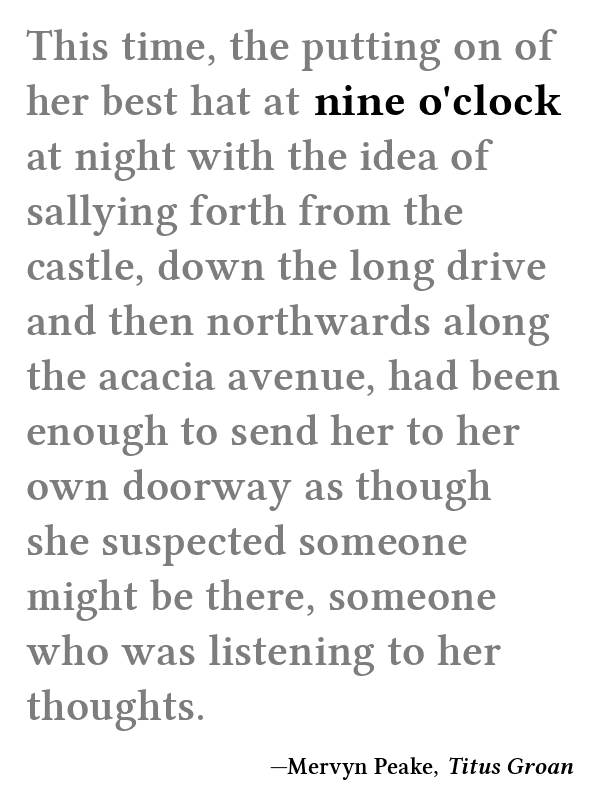 This time, the putting on of
her best hat at nine o'clock
at night with the idea of
sallying forth from the
castle, down the long drive
and then northwards along
the acacia avenue, had been
enough to send her to her
own doorway as though
she suspected someone
might be there, someone
who was listening to her
thoughts.
—Mervyn Peake, Titus Groan